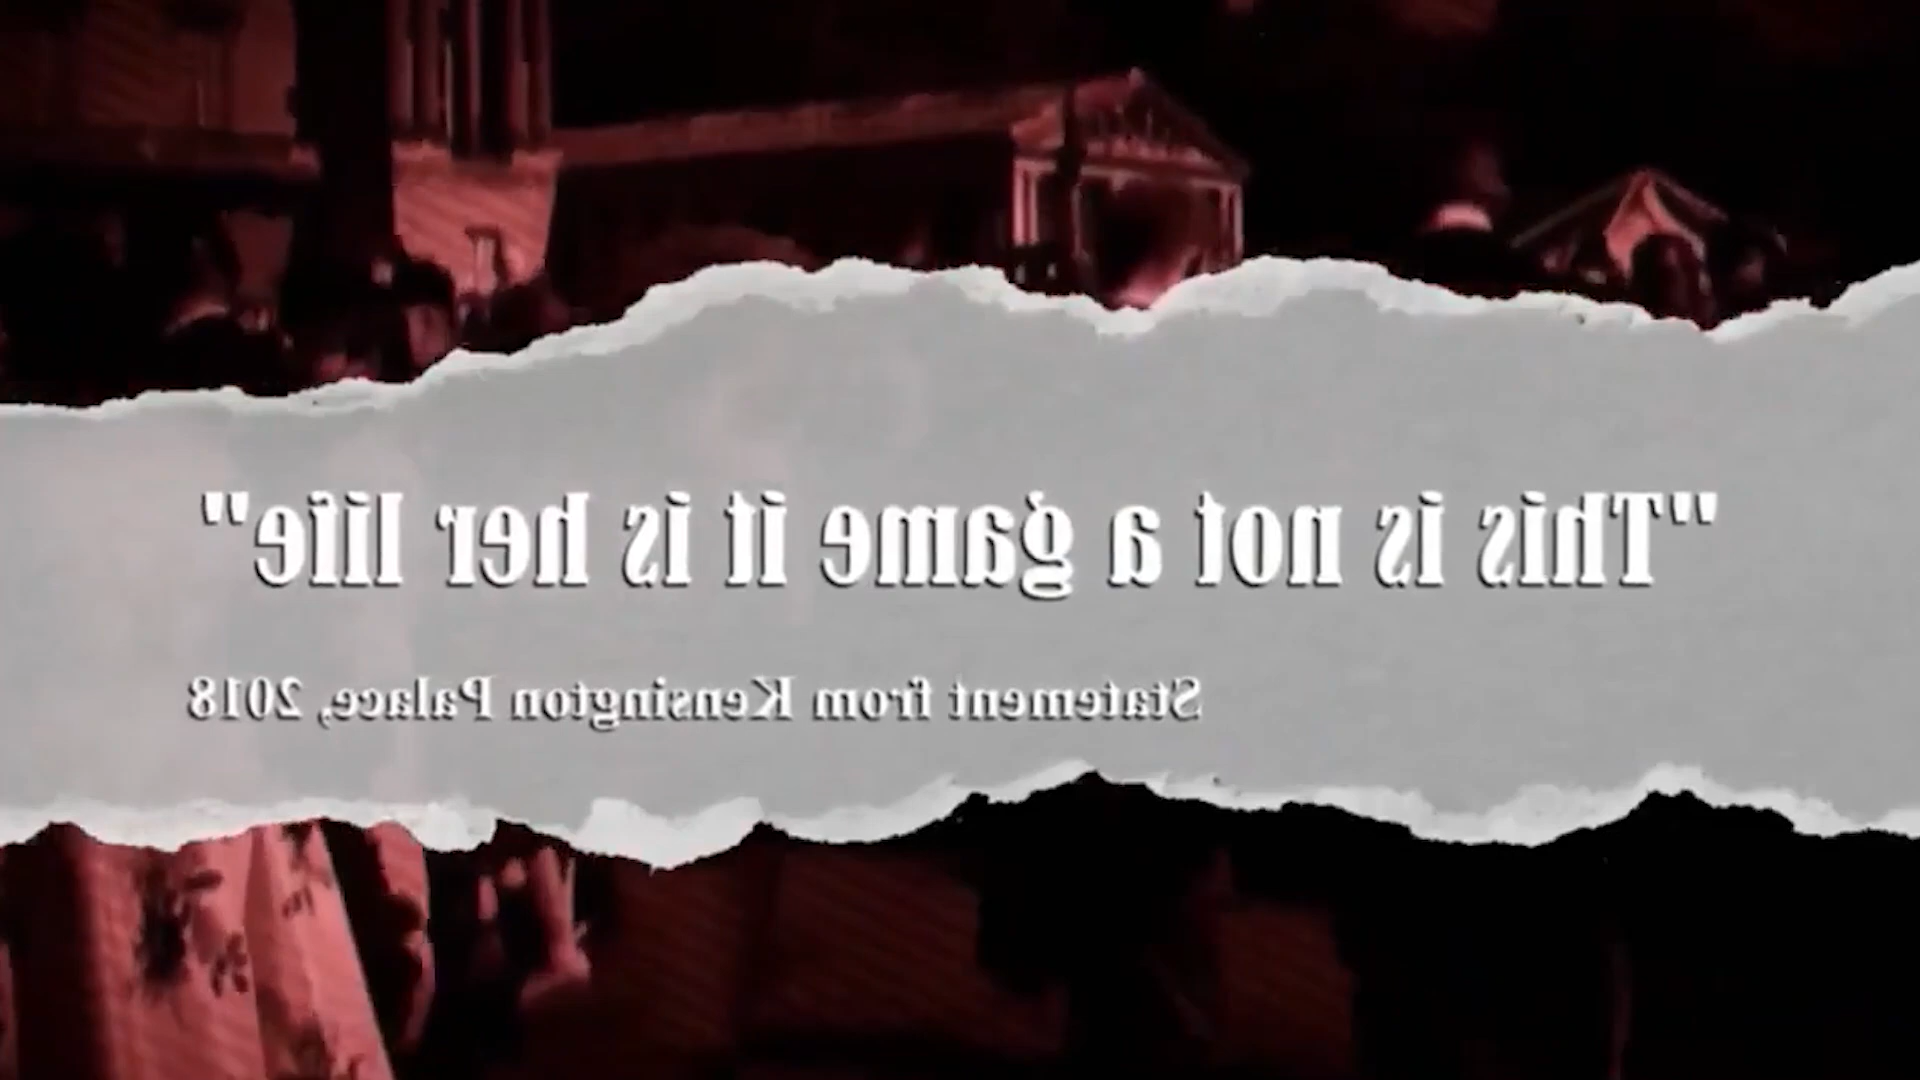 "This is not a game it is her life"
Statement from Kensington Palace, 2018